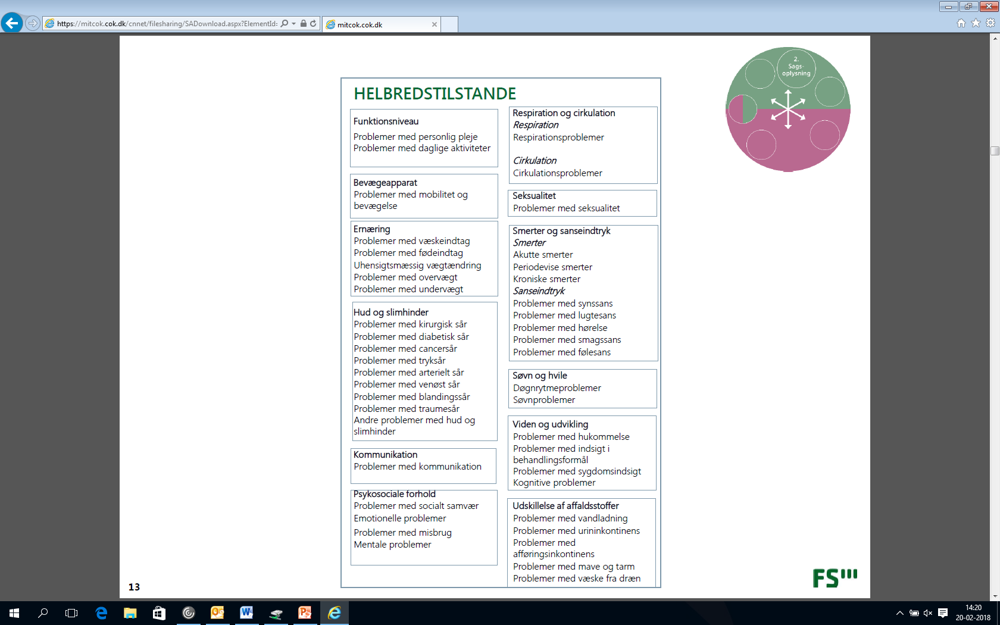 https://mitcok.cok.dk/cnnet/filesharing/SADownload.aspx?ElementId=
mitcok.cok.dk
2.
Sags-
oplysning
HELBREDSTILSTANDE
Funktionsniveau
Problemer med personlig pleje
Problemer med daglige aktiviteter
Bevægeapparat
Problemer med mobilitet og
bevægelse
Ernæring
Problemer med væskeindtag
Problemer med fødeindtag
Uhensigtsmæssig vægtændring
Problemer med overvægt
Problemer med undervægt
Hud og slimhinder
Problemer med kirurgisk sår
Problemer med diabetisk sår
Problemer med cancersår
Problemer med tryksår
Problemer med arterielt sår
Problemer med venøst sår
Problemer med blandingssår
Problemer med traumesår
Andre problemer med hud og
slimhinder
Kommunikation
Problemer med kommunikation
Psykosociale forhold
Problemer med socialt samvær
Emotionelle problemer
Problemer med misbrug
Mentale problemer
Respiration og cirkulation
Respiration
Respirationsproblemer
Cirkulation
Cirkulationsproblemer
Seksualitet
Problemer med seksualitet
Smerter og sanseindtryk
Smerter
Akutte smerter
Periodevise smerter
Kroniske smerter
Sanseindtryk
Problemer med synssans
Problemer med lugtesans
Problemer med hørelse
Problemer med smagssans
Problemer med følesans
Søvn og hvile
Døgnrytmeproblemer
Søvnproblemer
Viden og udvikling
Problemer med hukommelse
Problemer med indsigt i
behandlingsformål
Problemer med sygdomsindsigt
Kognitive problemer
Udskillelse af affaldsstoffer
Problemer med vandladning
Problemer med urininkontinens
Problemer med
afføringsinkontinens
Problemer med mave og tarm
Problemer med væske fra dræn
13
FS
14:20
20-02-2018